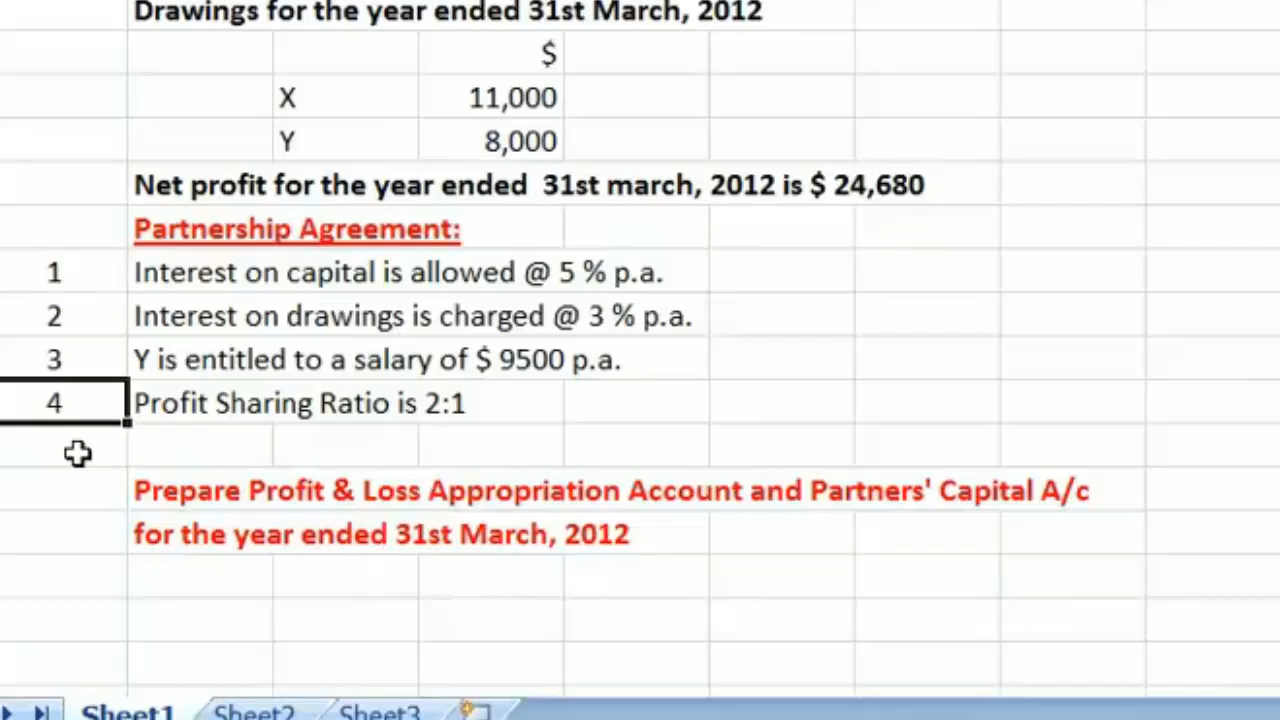 Drawings for the year ended 31st March, 2012
$
X 11,000
Y 8,000
Net profit for the year ended 31st march, 2012 is $ 24,680
Partnership Agreement:
1 Interest on capital is allowed @ 5 % p.a.
2 Interest on drawings is charged @ 3 % p.a.
3 Y is entitled to a salary of $ 9500 p.a.
4 Profit Sharing Ratio is 2:1
Prepare Profit & Loss Appropriation Account and Partners' Capital A/c
for the year ended 31st March, 2012
Sheet1 Sheet2 Sheet3